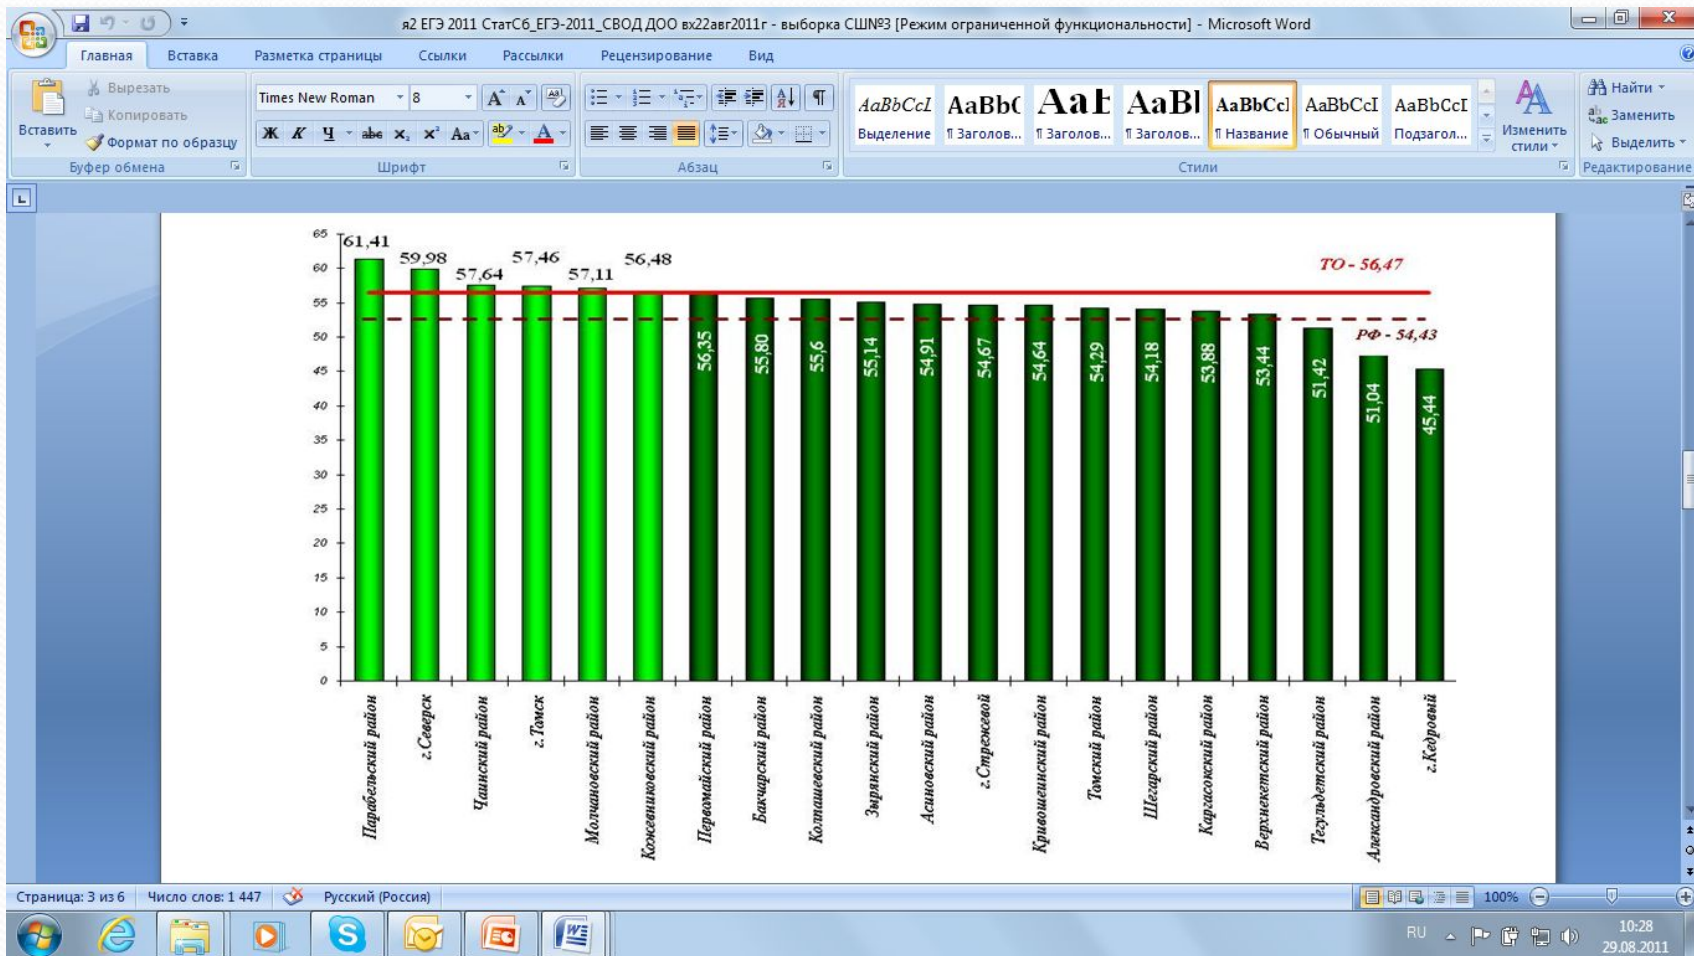 я2 ЕГЭ 2011 СтатСб_ЕГЭ-2011_СВОД ДОО вх22авг2011г - выборка СШ№3 [Режим ограниченной функциональности] - Microsoft Word
Главная Вставка Разметка страницы Ссылки Рассылки Рецензирование Вид
Вставить
Вырезать
Копировать
Формат по образцу
Буфер обмена
Times New Roman 8
Ж К Ч abc x₂ x² Aa
Шрифт
Абзац
AaBbCcI AaBb( AaE AaBl AaBbCcl AaBbCcI AaBbCcI
Выделение ¶ Заголов... ¶ Заголов... ¶ Заголов... ¶ Название ¶ Обычный Подзагол...
Стили
Изменить стили
Найти
Заменить
Выделить
Редактирование
65
60
55
50
45
40
35
30
25
20
15
10
5
0
61,41
59,98
57,64
57,46
57,11
56,48
56,35
55,80
55,6
55,14
54,91
54,67
54,64
54,29
54,18
53,88
53,44
51,42
51,04
45,44
ТО - 56,47
РФ - 54,43
Парабельский район
г.Северск
Чаинский район
г.Томск
Молчановский район
Кожевниковский район
Первомайский район
Бакчарский район
Колпашевский район
Зырянский район
Асиновский район
г.Стрежевой
Кривошеинский район
Томский район
Шегарский район
Каргасокский район
Верхнекетский район
Тегульдетский район
Александровский район
г.Кедровый
Страница: 3 из 6 Число слов: 1 447 Русский (Россия) 100%
RU
10:28
29.08.2011